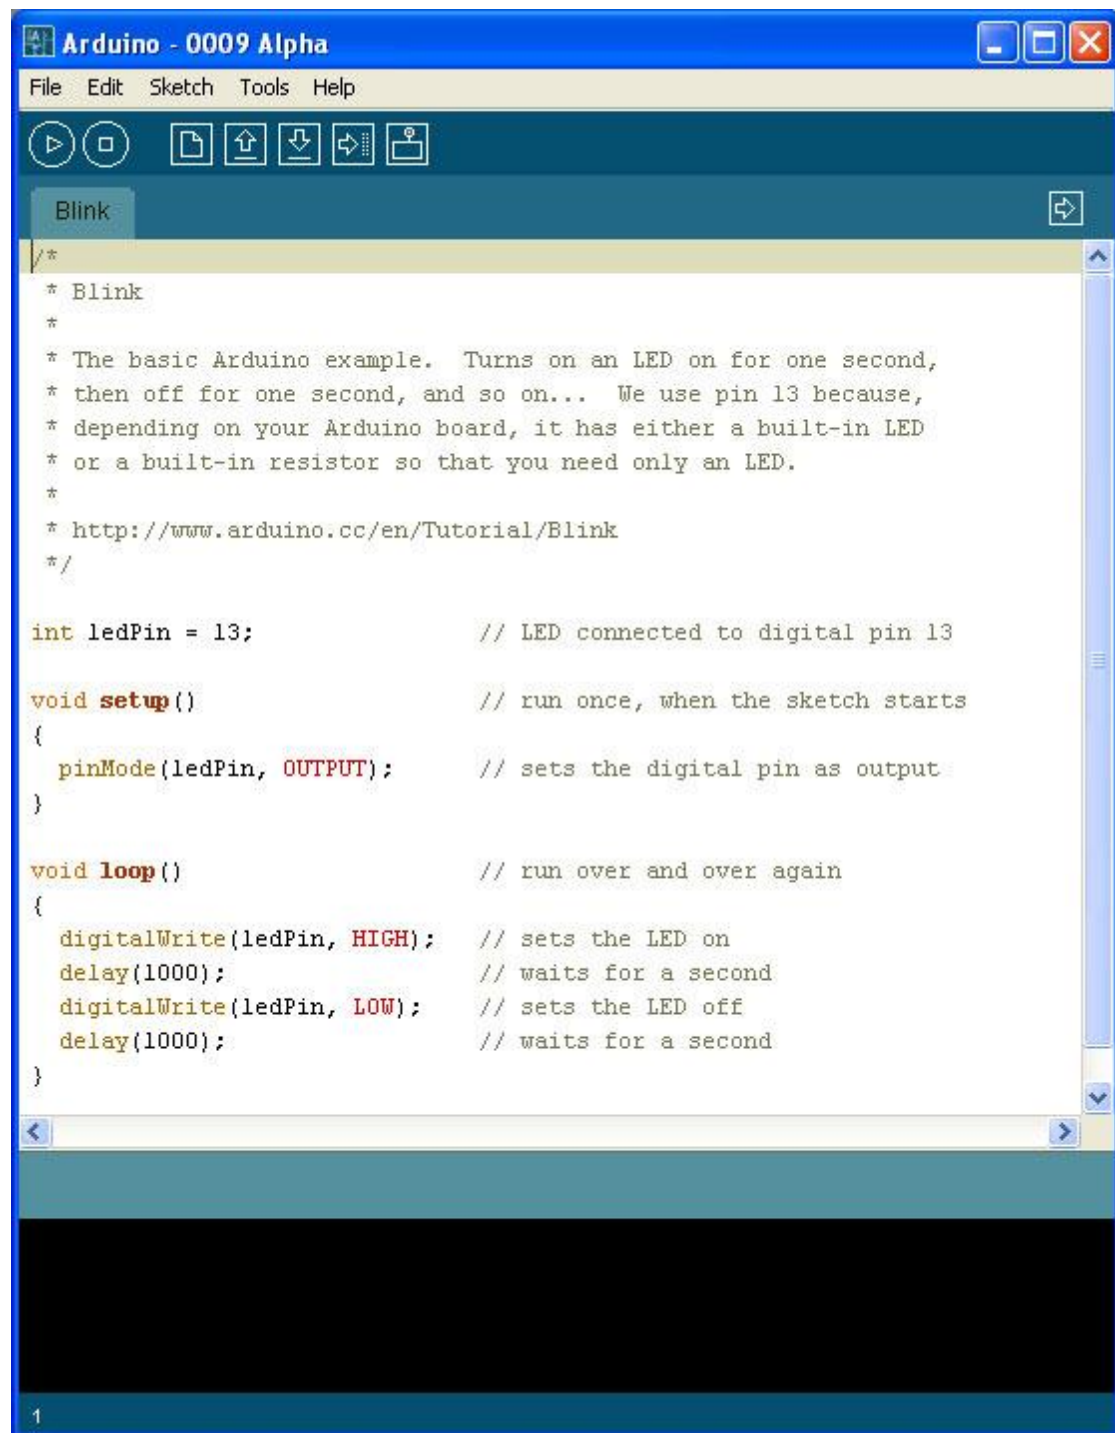 Arduino - 0009 Alpha
File Edit Sketch Tools Help
Blink
/*
 * Blink
 *
 * The basic Arduino example.  Turns on an LED on for one second,
 * then off for one second, and so on...  We use pin 13 because,
 * depending on your Arduino board, it has either a built-in LED
 * or a built-in resistor so that you need only an LED.
 *
 * http://www.arduino.cc/en/Tutorial/Blink
 */
int ledPin = 13;                // LED connected to digital pin 13
void setup()                    // run once, when the sketch starts
{
  pinMode(ledPin, OUTPUT);      // sets the digital pin as output
}
void loop()                     // run over and over again
{
  digitalWrite(ledPin, HIGH);   // sets the LED on
  delay(1000);                  // waits for a second
  digitalWrite(ledPin, LOW);    // sets the LED off
  delay(1000);                  // waits for a second
}
1